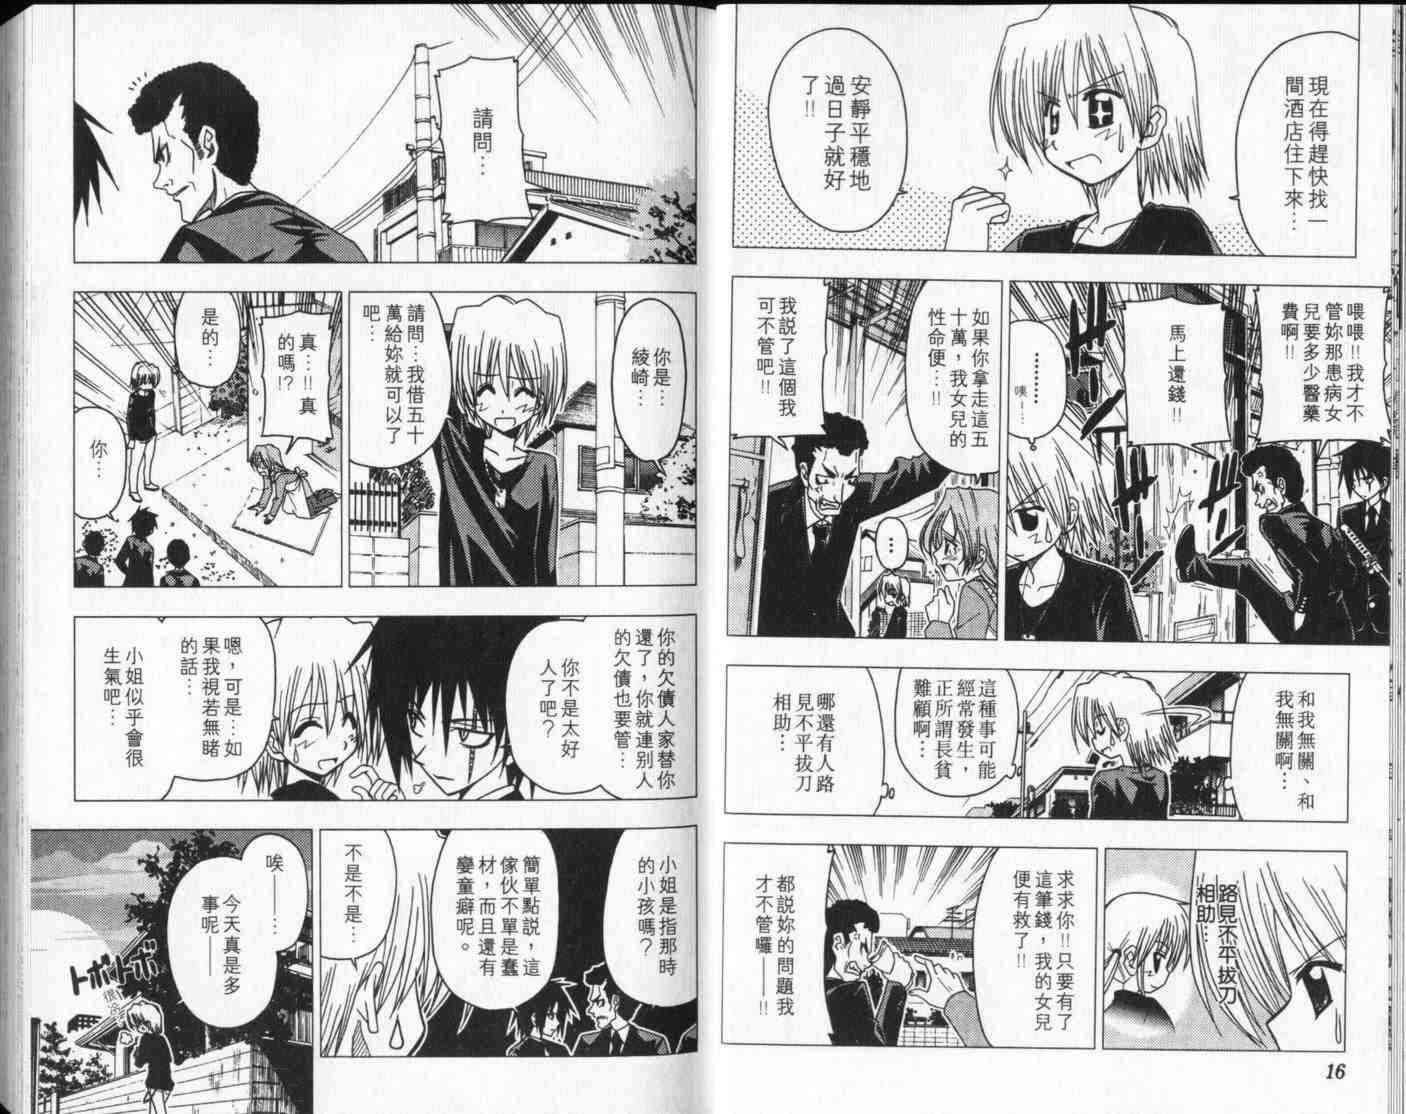 現在得趕快找一
間酒店住下來…
安靜平穩地
過日子就好
了!!
喂喂!!我才不
管妳那患病女
兒要多少醫藥
費啊!!
馬上還錢!!
………
咦…
如果你拿走這五
十萬,我女兒的
性命便…!!
我説了這個我
可不管吧!!
…
和我無關、和
我無關啊…
這種事可能
經常發生,
正所謂長貧
難顧啊…
哪還有人路
見不平拔刀
相助…
路見不平拔刀
相助…
求求你!!只要有了
這筆錢,我的女兒
便有救了!!
都説妳的問題我
才不管囉——!!
16
請問…
你是…
綾崎…
請問…我借五十
萬給妳就可以了
吧…
真…!!真
的嗎!?
是的…
你…
你的欠債人家替你
還了,你就連別人
的欠債也要管…
你不是太好
人了吧?
嗯,可是…如
果我視若無睹
的話…
小姐似乎會很
生氣吧…
小姐是指那時
的小孩嗎?
簡單點説,這
傢伙不單是蠢
材,而且還有
孌童癖呢。
不是不是…
唉——…
今天真是多
事呢——
トボトボ